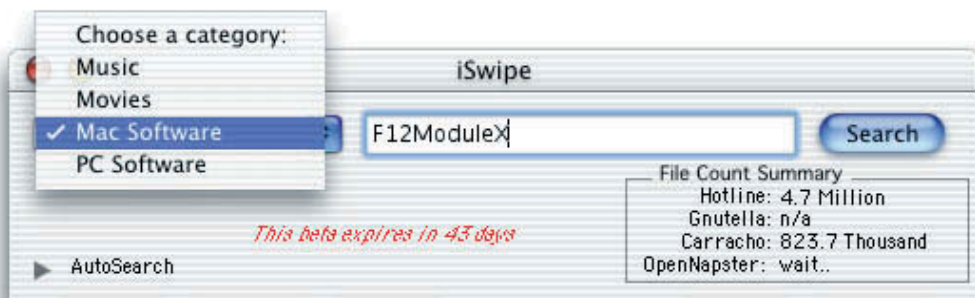 Choose a category:
Music
Movies
✓ Mac Software
PC Software
iSwipe
F12ModuleX
Search
File Count Summary
Hotline: 4.7 Million
Gnutella: n/a
Carracho: 823.7 Thousand
OpenNapster: wait..
This beta expires in 43 days
AutoSearch